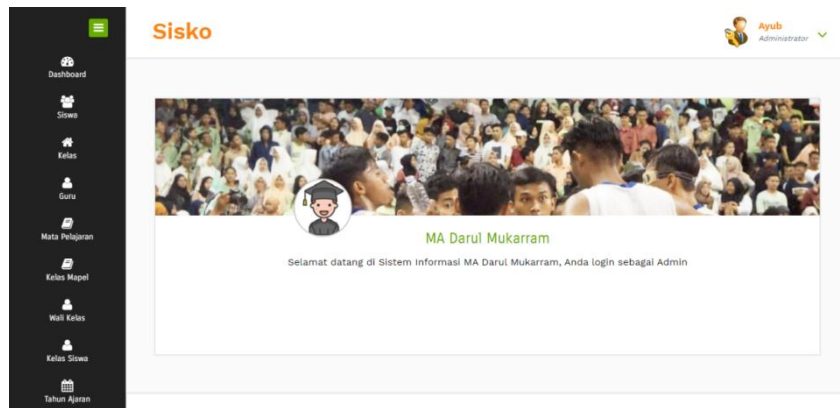 Sisko
Ayub
Administrator
Dashboard
Siswa
Kelas
Guru
Mata Pelajaran
Kelas Mapel
Wali Kelas
Kelas Siswa
Tahun Ajaran
MA Darul Mukarram
Selamat datang di Sistem Informasi MA Darul Mukarram, Anda login sebagai Admin